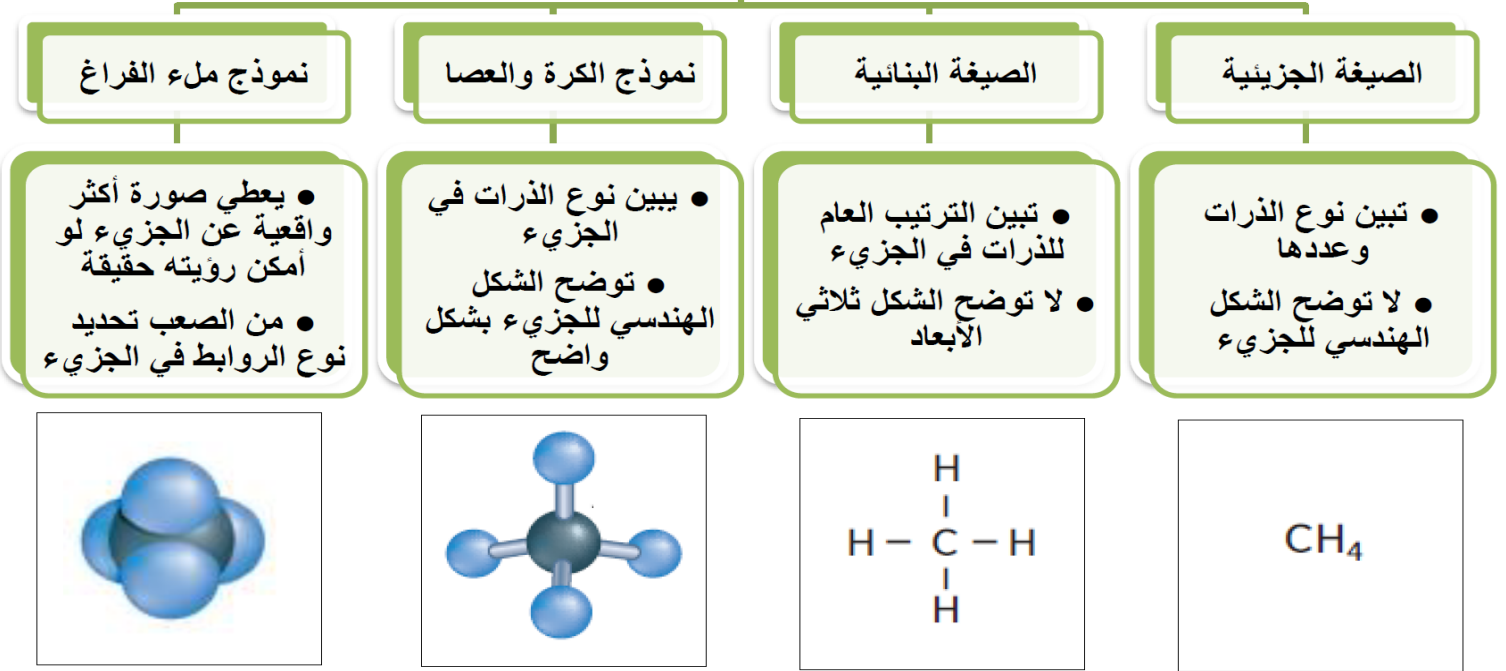 الصيغة الجزيئية
● تبين نوع الذرات
وعددها
● لا توضح الشكل
الهندسي للجزيء
CH₄
الصيغة البنائية
● تبين الترتيب العام
للذرات في الجزيء
● لا توضح الشكل ثلاثي
الأبعاد
H
|
H – C – H
|
H
نموذج الكرة والعصا
● يبين نوع الذرات في
الجزيء
● توضح الشكل
الهندسي للجزيء بشكل
واضح
نموذج ملء الفراغ
● يعطي صورة أكثر
واقعية عن الجزيء لو
أمكن رؤيته حقيقة
● من الصعب تحديد
نوع الروابط في الجزيء